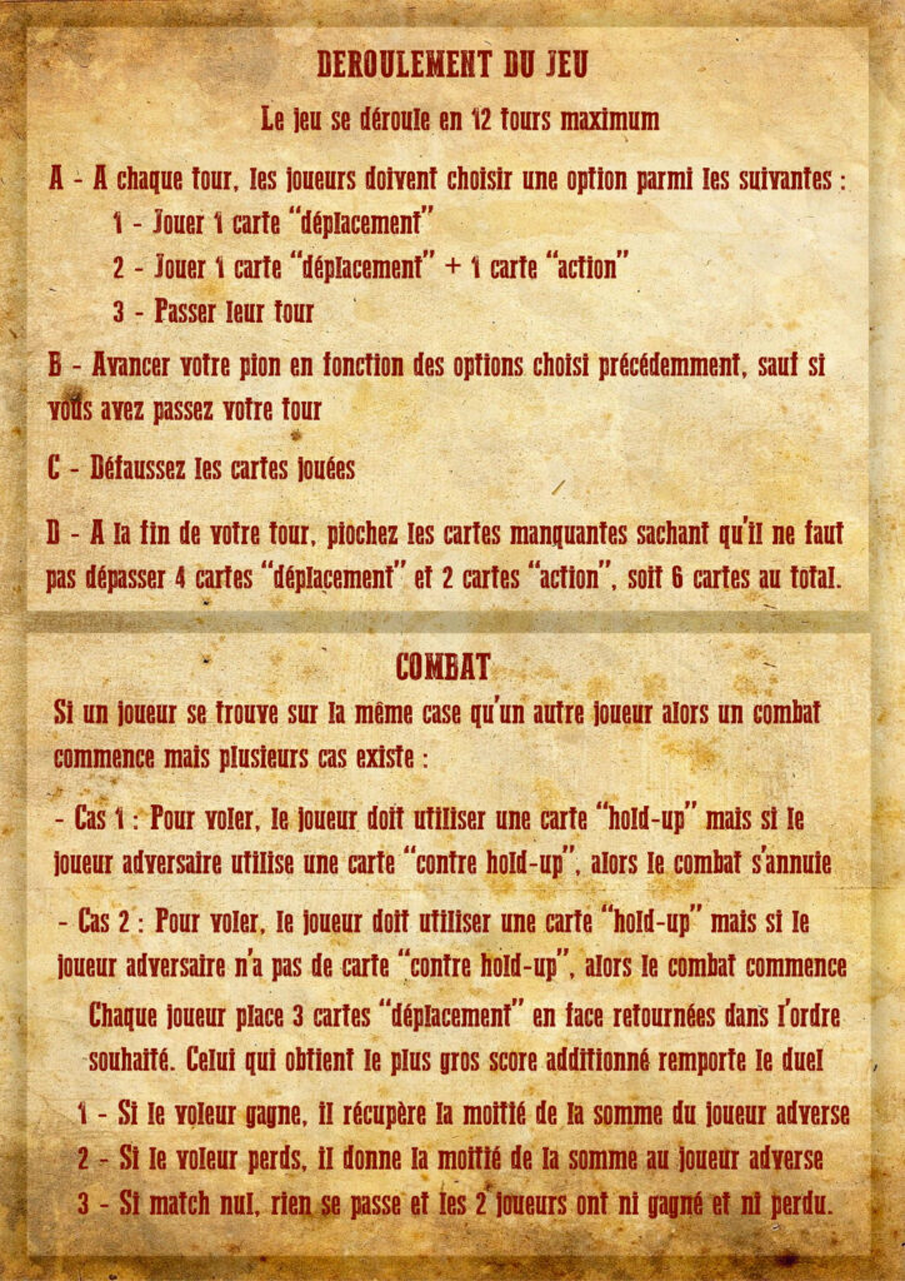 DEROULEMENT DU JEU
Le jeu se déroule en 12 tours maximum
A - A chaque tour, les joueurs doivent choisir une option parmi les suivantes :
1 - Jouer 1 carte “déplacement”
2 - Jouer 1 carte “déplacement” + 1 carte “action”
3 - Passer leur tour
B - Avancer votre pion en fonction des options choisi précédemment, sauf si
vous avez passez votre tour
C - Défaussez les cartes jouées
D - A la fin de votre tour, piochez les cartes manquantes sachant qu'il ne faut
pas dépasser 4 cartes “déplacement” et 2 cartes “action”, soit 6 cartes au total.
COMBAT
Si un joueur se trouve sur la même case qu'un autre joueur alors un combat
commence mais plusieurs cas existe :
- Cas 1 : Pour voler, le joueur doit utiliser une carte “hold-up” mais si le
joueur adversaire utilise une carte “contre hold-up”, alors le combat s'annule
- Cas 2 : Pour voler, le joueur doit utiliser une carte “hold-up” mais si le
joueur adversaire n'a pas de carte “contre hold-up”, alors le combat commence
Chaque joueur place 3 cartes “déplacement” en face retournées dans l'ordre
souhaité. Celui qui obtient le plus gros score additionné remporte le duel
1 - Si le voleur gagne, il récupère la moitié de la somme du joueur adverse
2 - Si le voleur perds, il donne la moitié de la somme au joueur adverse
3 - Si match nul, rien se passe et les 2 joueurs ont ni gagné et ni perdu.